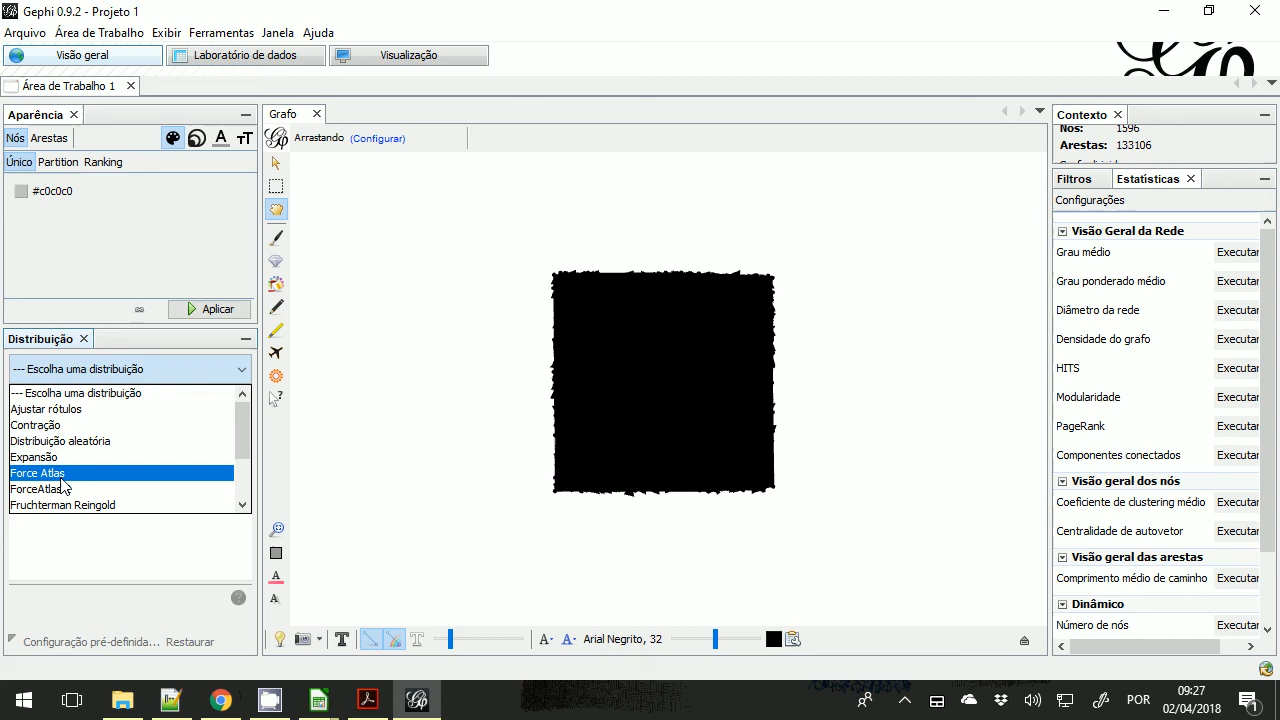 Gephi 0.9.2 - Projeto 1
Arquivo Área de Trabalho Exibir Ferramentas Janela Ajuda
Visão geral Laboratório de dados Visualização
Área de Trabalho 1
Aparência
Nós Arestas
Único Partition Ranking
#c0c0c0
Aplicar
Distribuição
--- Escolha uma distribuição
--- Escolha uma distribuição
Ajustar rótulos
Contração
Distribuição aleatória
Expansão
Force Atlas
Fruchterman Reingold
Configuração pré-definida... Restaurar
Grafo
Arrastando (Configurar)
Arial Negrito, 32
Contexto
Nós: 1596
Arestas: 133106
Filtros Estatísticas
Configurações
Visão Geral da Rede
Grau médio Executar
Grau ponderado médio Executar
Diâmetro da rede Executar
Densidade do grafo Executar
HITS Executar
Modularidade Executar
PageRank Executar
Componentes conectados Executar
Visão geral dos nós
Coeficiente de clustering médio Executar
Centralidade de autovetor Executar
Visão geral das arestas
Comprimento médio de caminho Executar
Dinâmico
Número de nós Executar
POR
09:27
02/04/2018
1